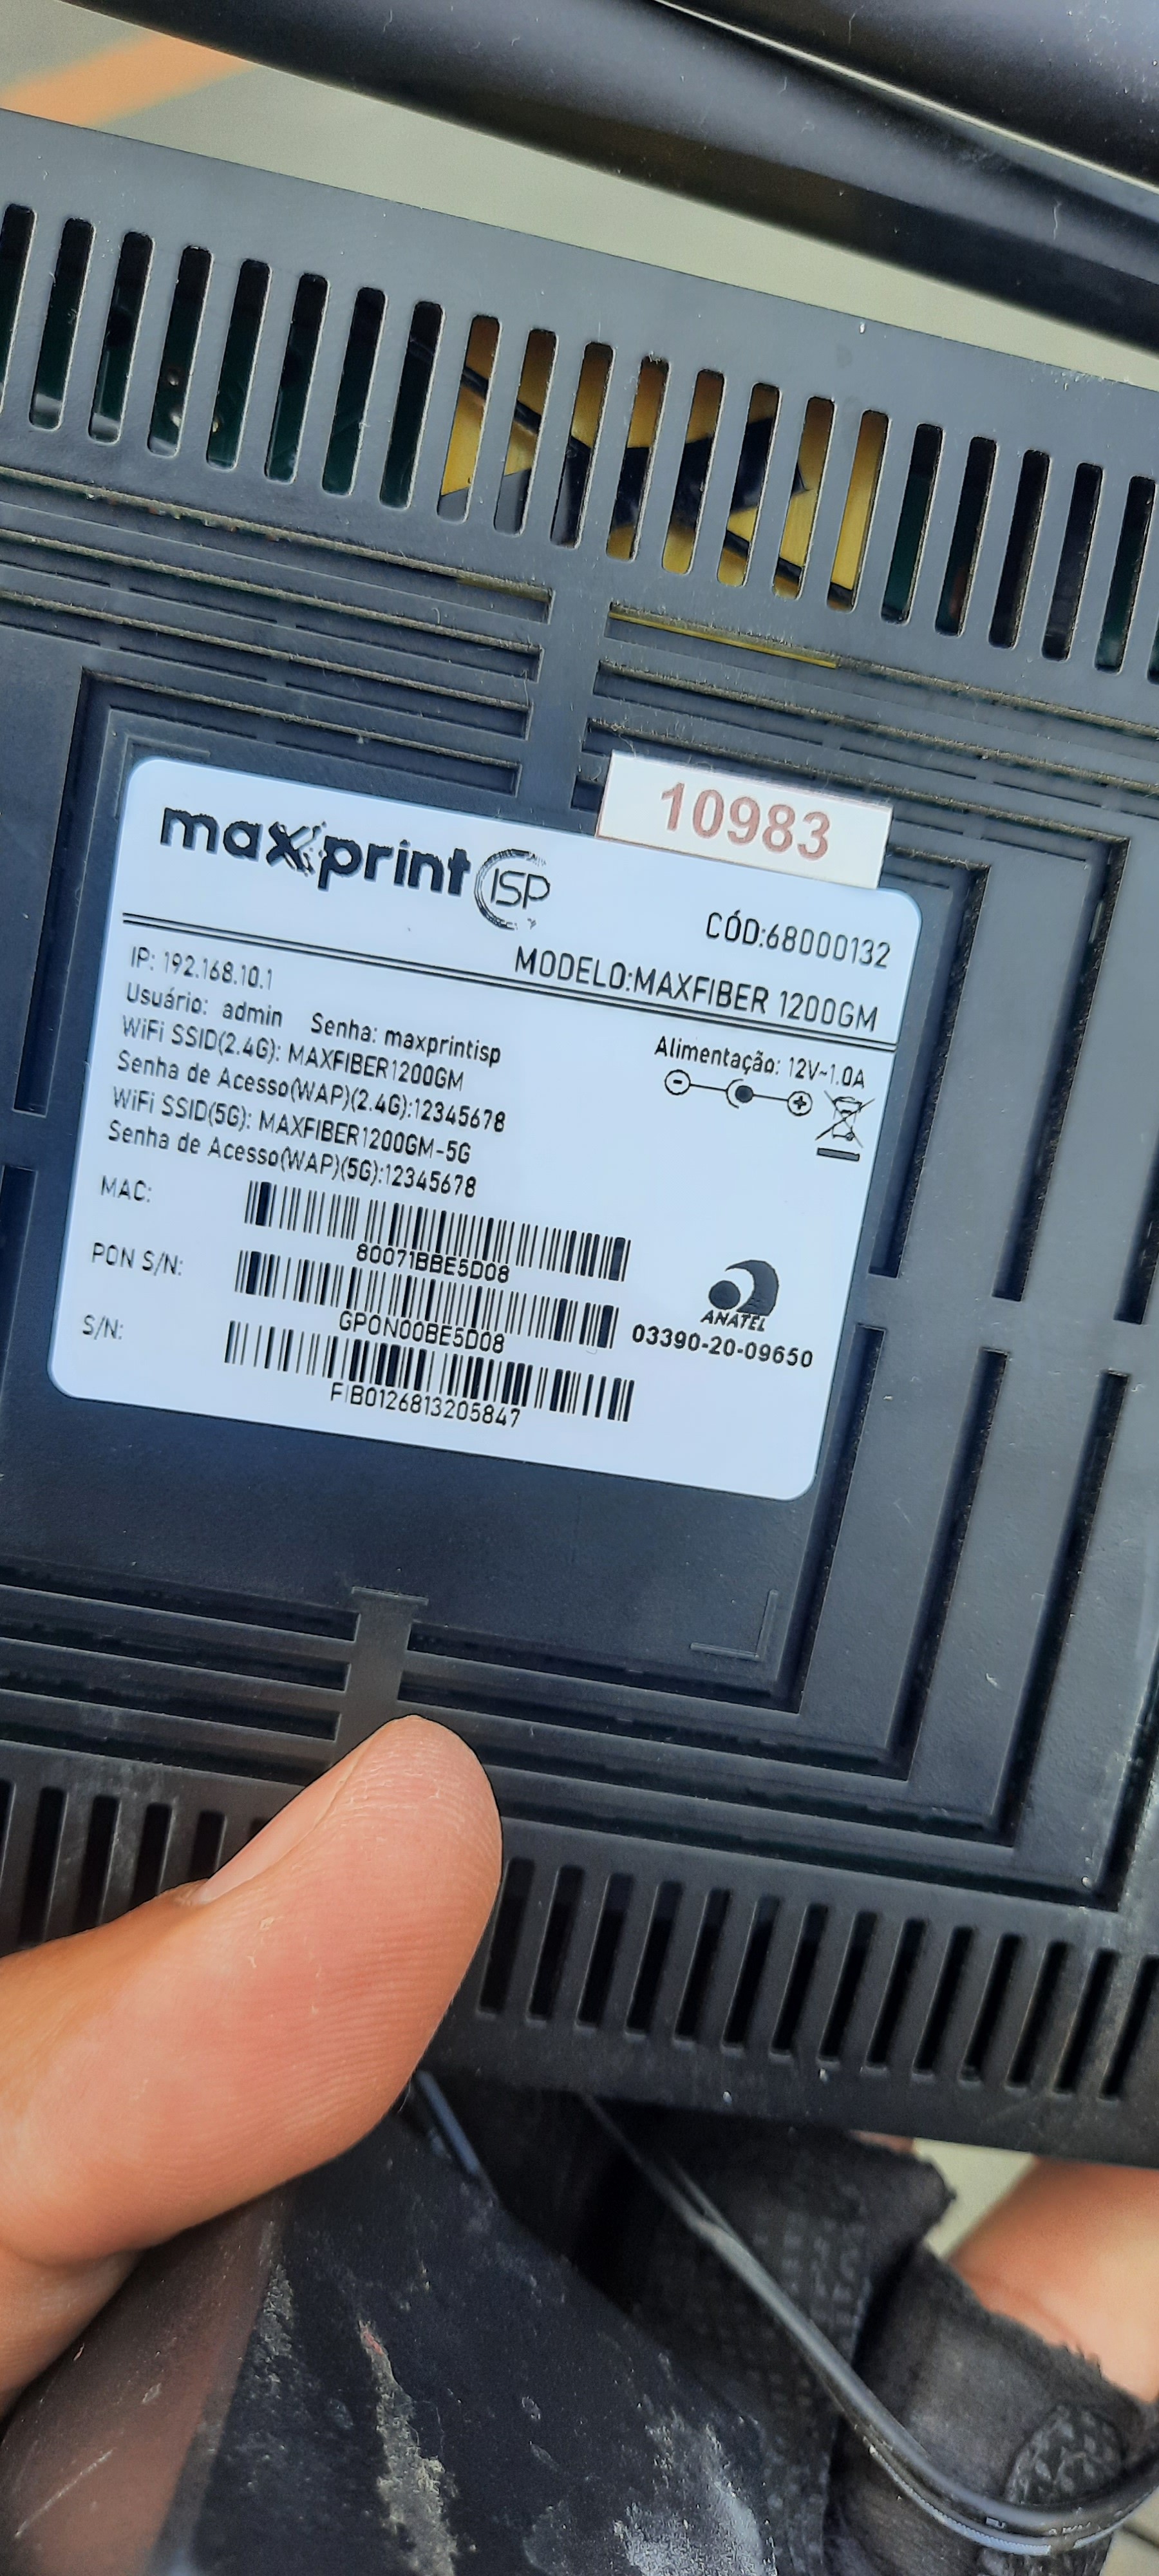 10983
maxprint ISP
CÓD:68000132
MODELO:MAXFIBER 1200GM
IP: 192.168.10.1
Usuário: admin Senha: maxprintisp
WiFi SSID(2.4G): MAXFIBER1200GM
Senha de Acesso(WAP)(2.4G):12345678
WiFi SSID(5G): MAXFIBER1200GM-5G
Senha de Acesso(WAP)(5G):12345678
Alimentação: 12V~1.0A
MAC:
80071BBE5D08
PON S/N:
GPON00BE5D08
S/N:
FIB0126813205847
ANATEL
03390-20-09650